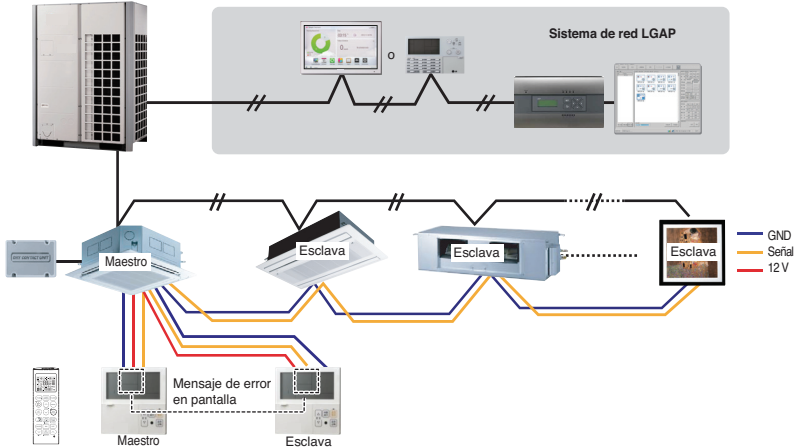 Sistema de red LGAP
o
Maestro
Esclava
Esclava
Esclava
GND
Señal
12 V
Mensaje de error
en pantalla
Maestro
Esclava